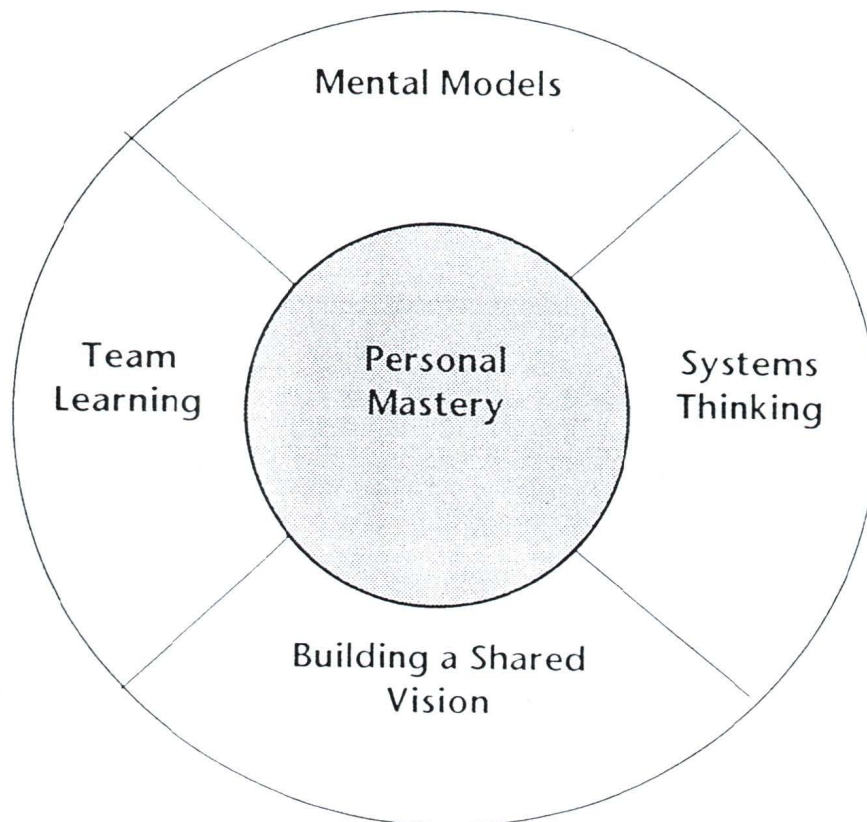 Mental Models
Team
Learning
Personal
Mastery
Systems
Thinking
Building a Shared
Vision